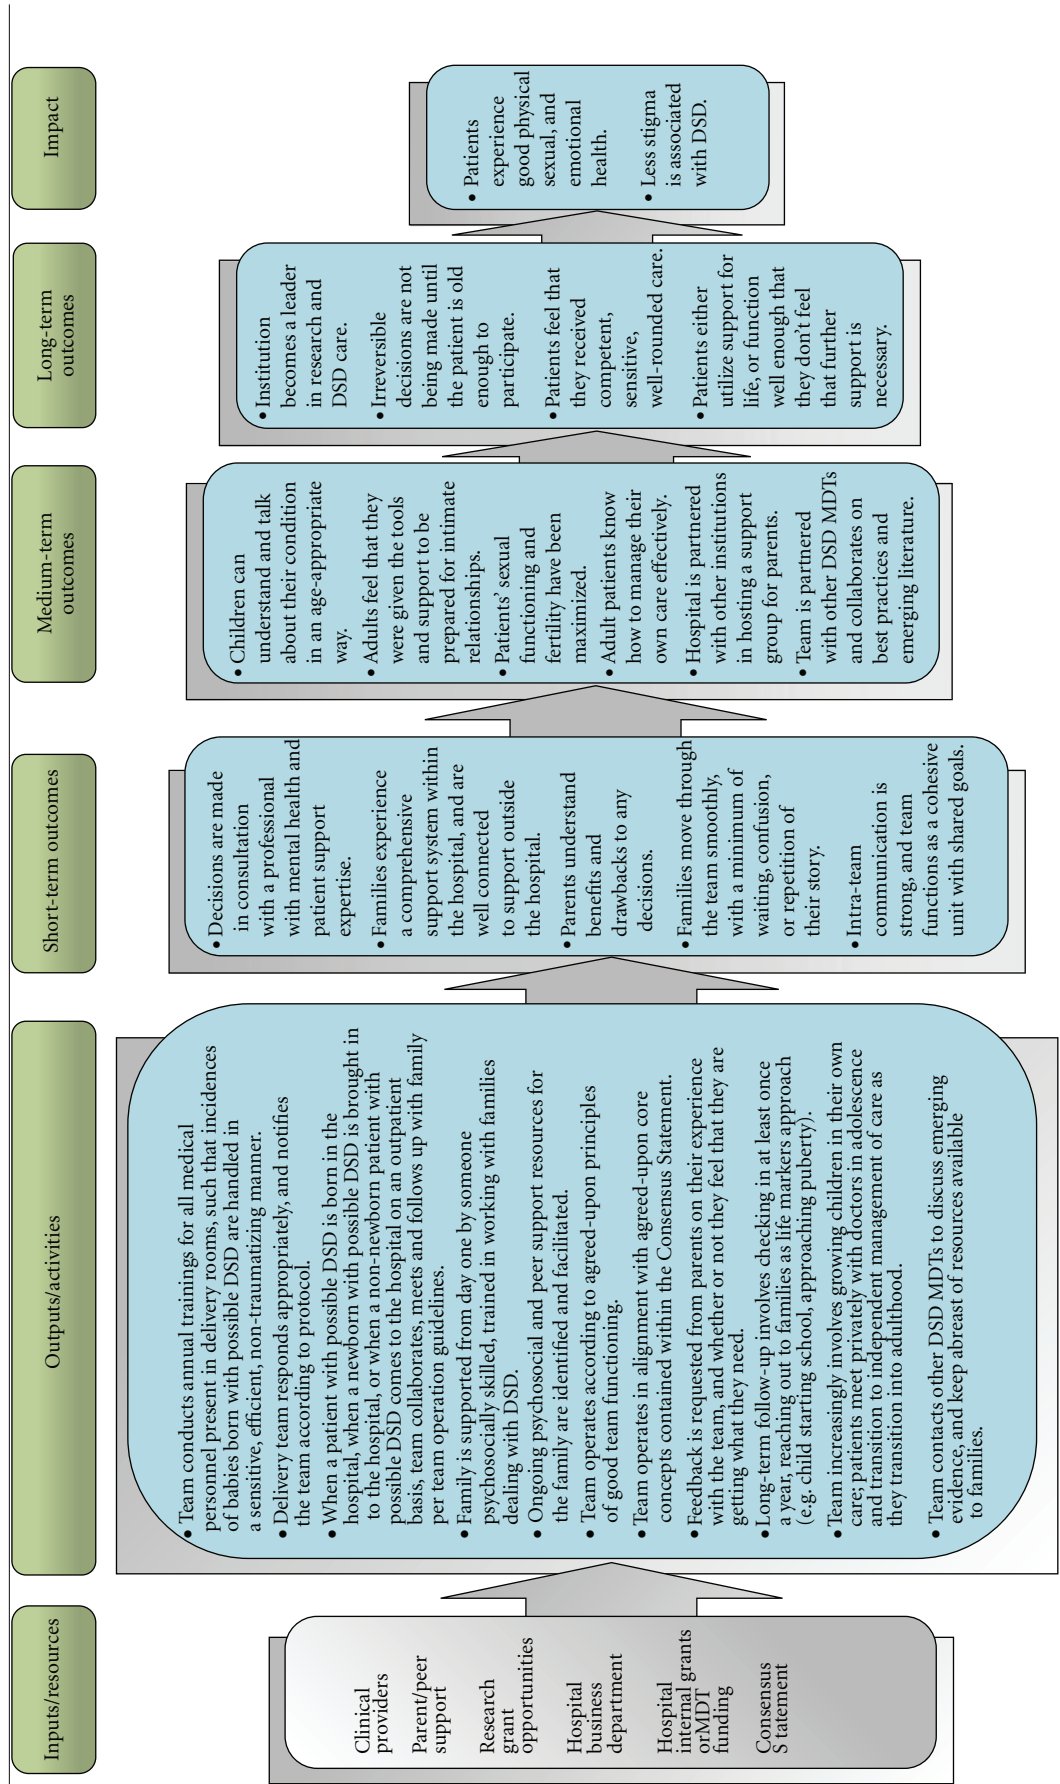 Inputs/resources
Outputs/activities
Short-term outcomes
Medium-term
outcomes
Long-term
outcomes
Impact
Clinical
providers
Parent/peer
support
Research
grant
opportunities
Hospital
business
department
Hospital
internal grants
orMDT
funding
Consensus
S tatement
• Team conducts annual trainings for all medical
personnel present in delivery rooms, such that incidences
of babies born with possible DSD are handled in
a sensitive, efficient, non-traumatizing manner.
• Delivery team responds appropriately, and notifies
the team according to protocol.
• When a patient with possible DSD is born in the
hospital, when a newborn with possible DSD is brought in
to the hospital, or when a non-newborn patient with
possible DSD comes to the hospital on an outpatient
basis, team collaborates, meets and follows up with family
per team operation guidelines.
• Family is supported from day one by someone
psychosocially skilled, trained in working with families
dealing with DSD.
• Ongoing psychosocial and peer support resources for
the family are identified and facilitated.
• Team operates according to agreed-upon principles
of good team functioning.
• Team operates in alignment with agreed-upon core
concepts contained within the Consensus Statement.
• Feedback is requested from parents on their experience
with the team, and whether or not they feel that they are
getting what they need.
• Long-term follow-up involves checking in at least once
a year, reaching out to families as life markers approach
(e.g. child starting school, approaching puberty).
• Team increasingly involves growing children in their own
care; patients meet privately with doctors in adolescence
and transition to independent management of care as
they transition into adulthood.
• Team contacts other DSD MDTs to discuss emerging
evidence, and keep abreast of resources available
to families.
• Decisions are made
in consultation
with a professional
with mental health and
patient support
expertise.
• Families experience
a comprehensive
support system within
the hospital, and are
well connected
to support outside
the hospital.
• Parents understand
benefits and
drawbacks to any
decisions.
• Families move through
the team smoothly,
with a minimum of
waiting, confusion,
or repetition of
their story.
• Intra-team
communication is
strong, and team
functions as a cohesive
unit with shared goals.
• Children can
understand and talk
about their condition
in an age-appropriate
way.
• Adults feel that they
were given the tools
and support to be
prepared for intimate
relationships.
• Patients’ sexual
functioning and
fertility have been
maximized.
• Adult patients know
how to manage their
own care effectively.
• Hospital is partnered
with other institutions
in hosting a support
group for parents.
• Team is partnered
with other DSD MDTs
and collaborates on
best practices and
emerging literature.
• Institution
becomes a leader
in research and
DSD care.
• Irreversible
decisions are not
being made until
the patient is old
enough to
participate.
• Patients feel that
they received
competent,
sensitive,
well-rounded care.
• Patients either
utilize support for
life, or function
well enough that
they don’t feel
that further
support is
necessary.
• Patients
experience
good physical
sexual, and
emotional
health.
• Less stigma
is associated
with DSD.